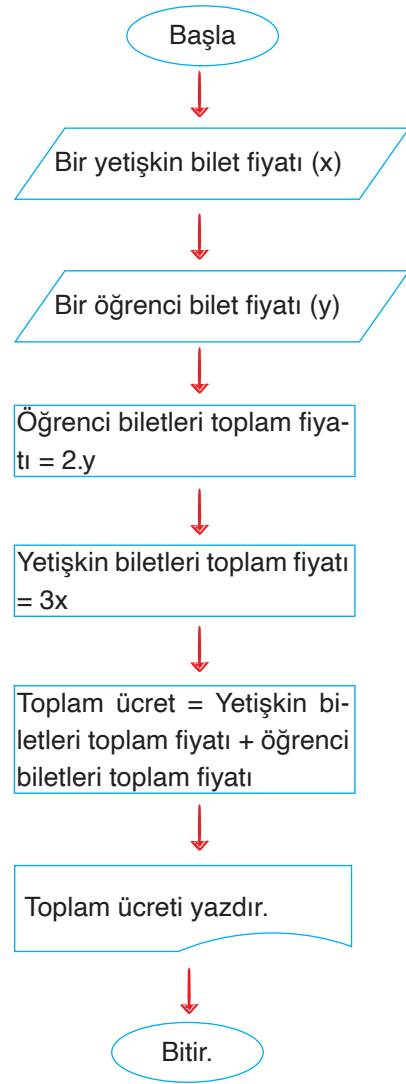 Başla
Bir yetişkin bilet fiyatı (x)
Bir öğrenci bilet fiyatı (y)
Öğrenci biletleri toplam fiya-
tı = 2.y
Yetişkin biletleri toplam fiyatı
= 3x
Toplam ücret = Yetişkin bi-
letleri toplam fiyatı + öğrenci
biletleri toplam fiyatı
Toplam ücreti yazdır.
Bitir.